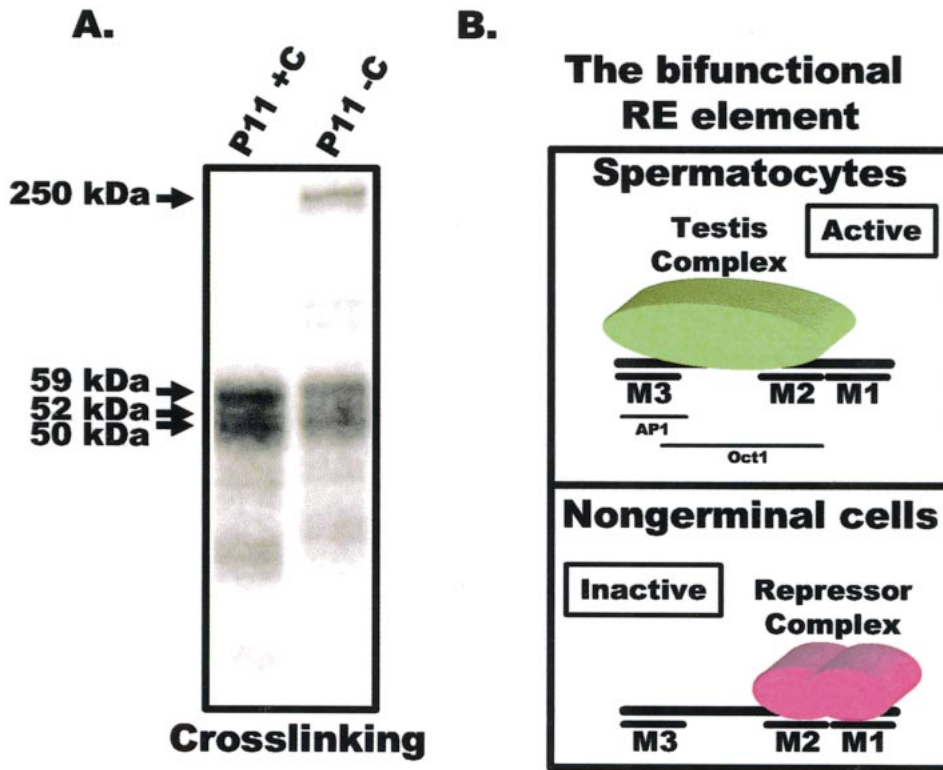 A.
P11 +C
P11 -C
250 kDa
59 kDa
52 kDa
50 kDa
Crosslinking
B.
The bifunctional
RE element
Spermatocytes
Testis
Complex
Active
M3
M2
M1
AP1
Oct1
Nongerminal cells
Inactive
Repressor
Complex
M3
M2
M1